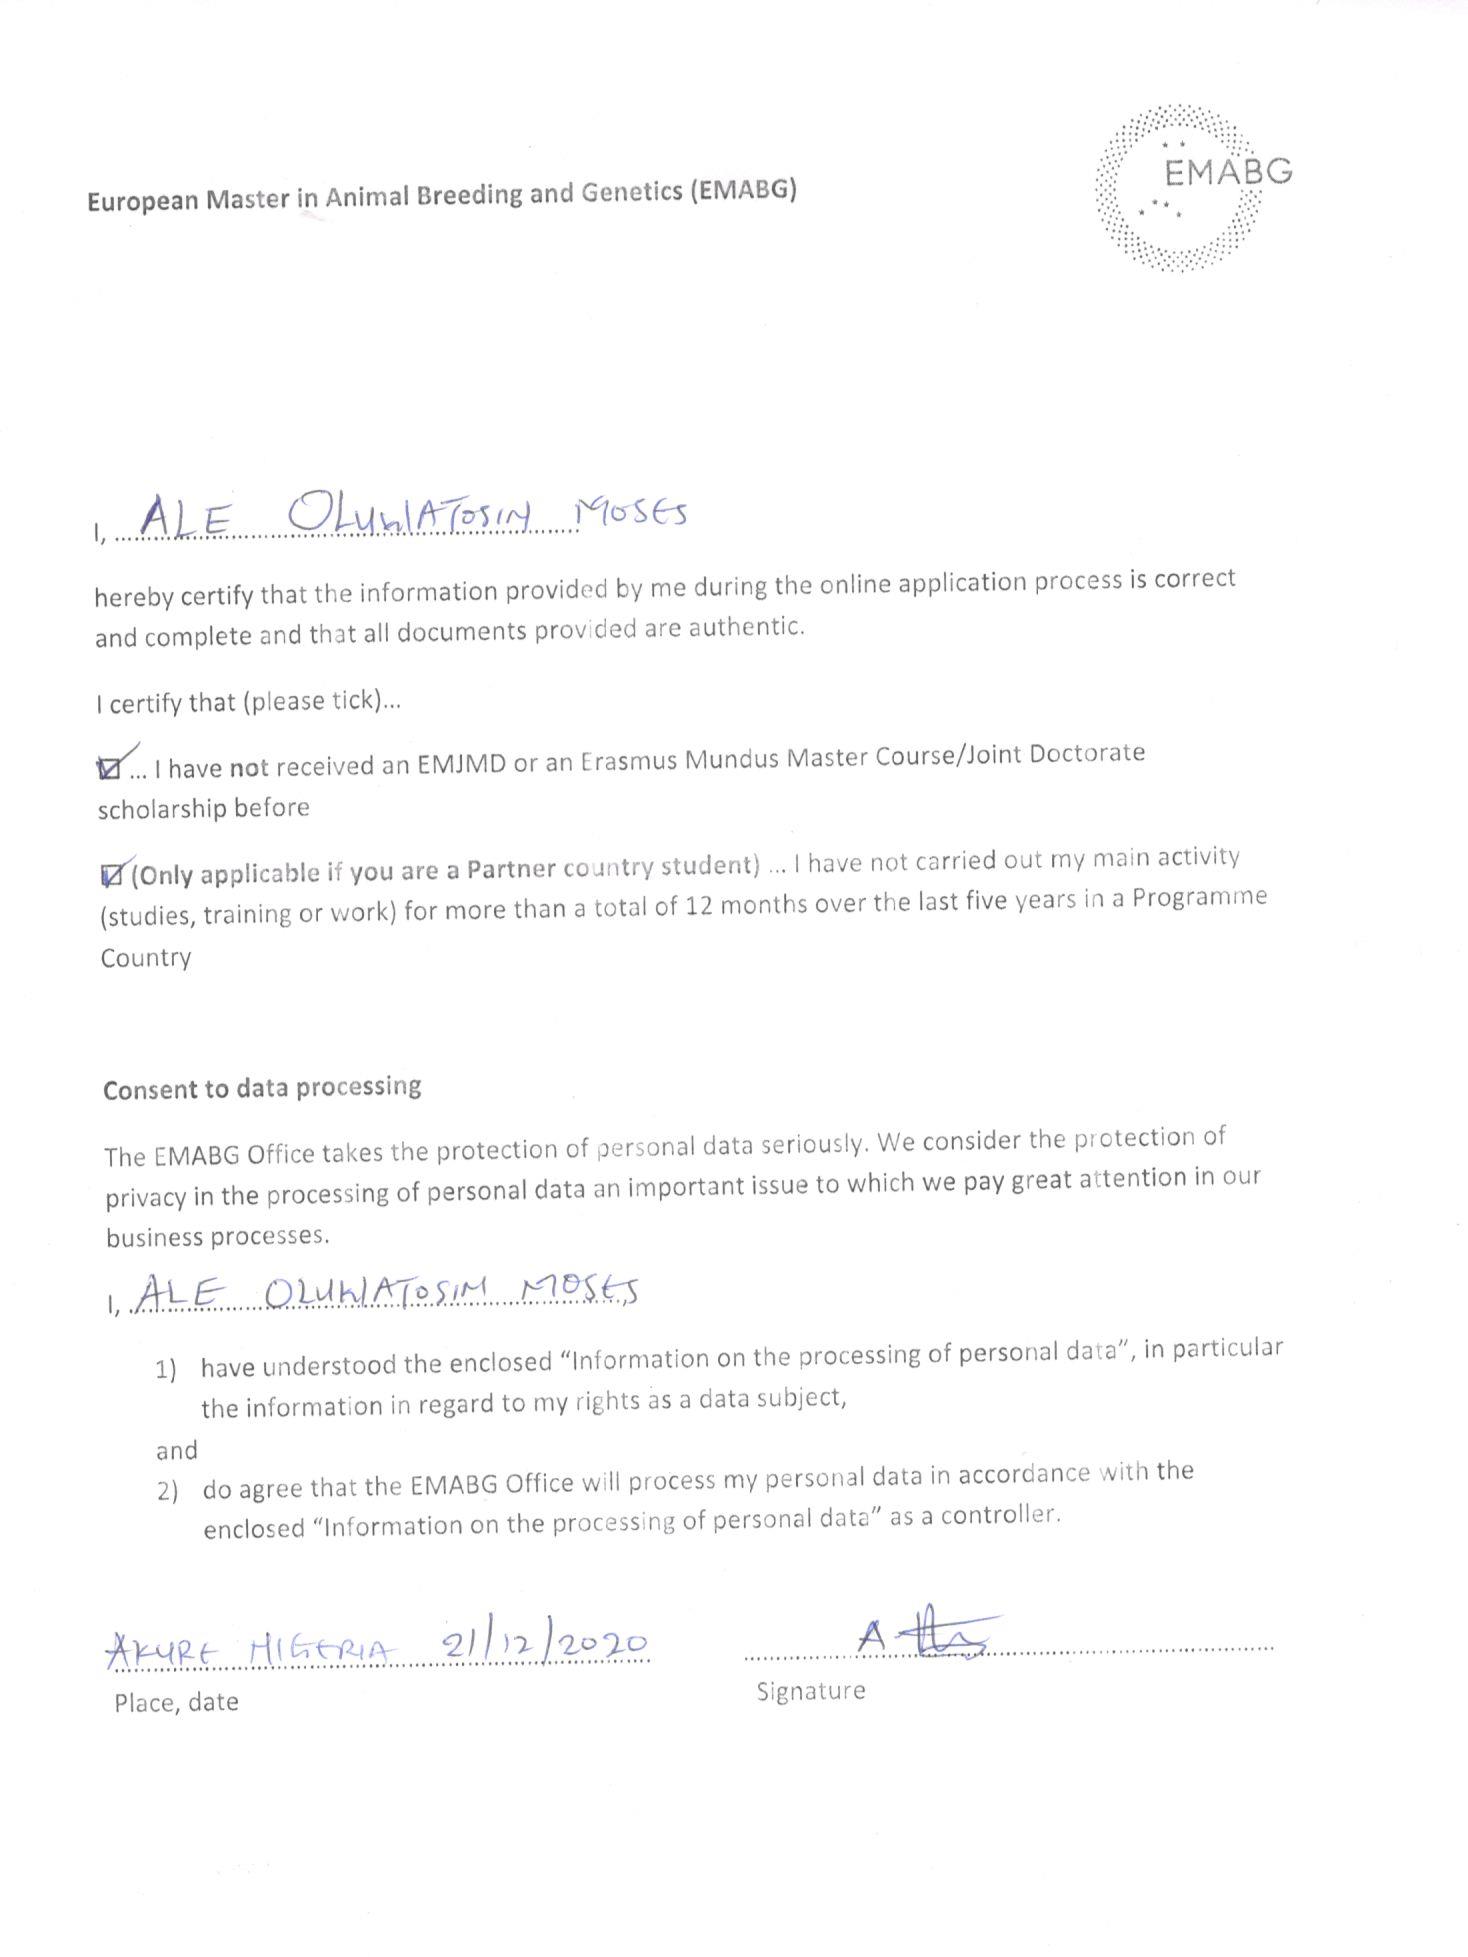 European Master in Animal Breeding and Genetics (EMABG)
EMABG
I, ALE OLUWATOSIN MOSES
hereby certify that the information provided by me during the online application process is correct
and complete and that all documents provided are authentic.
I certify that (please tick)...
☑... I have not received an EMJMD or an Erasmus Mundus Master Course/Joint Doctorate
scholarship before
☑ (Only applicable if you are a Partner country student) ... I have not carried out my main activity
(studies, training or work) for more than a total of 12 months over the last five years in a Programme
Country
Consent to data processing
The EMABG Office takes the protection of personal data seriously. We consider the protection of
privacy in the processing of personal data an important issue to which we pay great attention in our
business processes.
I, ALE OLUWATOSIN MOSES
1) have understood the enclosed “Information on the processing of personal data”, in particular
the information in regard to my rights as a data subject,
and
2) do agree that the EMABG Office will process my personal data in accordance with the
enclosed “Information on the processing of personal data” as a controller.
AKURE NIGERIA 21/12/2020
Place, date
Signature